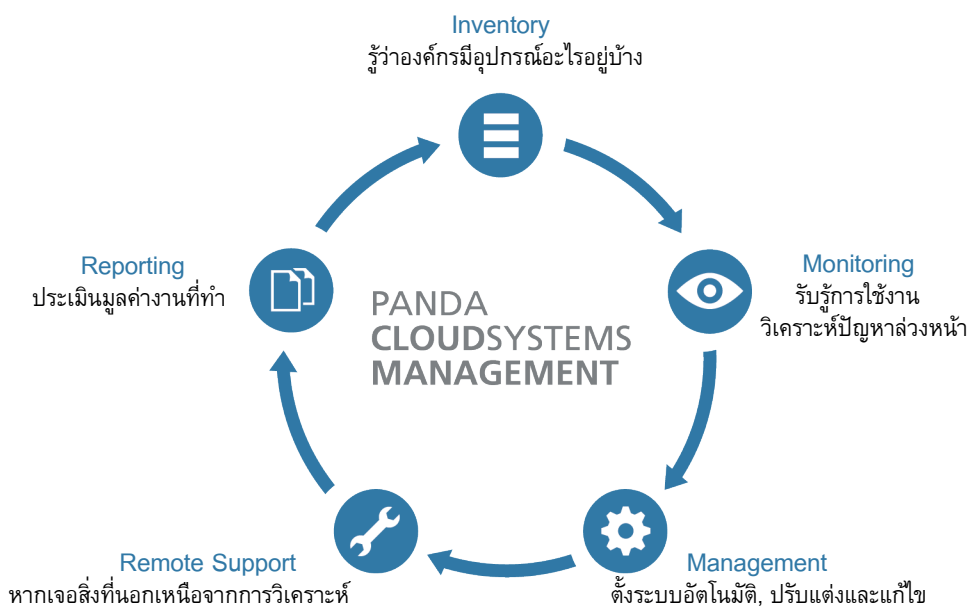 Inventory
รู้ว่าองค์กรมีอุปกรณ์อะไรอยู่บ้าง
Monitoring
รับรู้การใช้งาน
วิเคราะห์ปัญหาล่วงหน้า
Management
ตั้งระบบอัตโนมัติ, ปรับแต่งและแก้ไข
Remote Support
หากเจอสิ่งที่นอกเหนือจากการวิเคราะห์
Reporting
ประเมินมูลค่างานที่ทำ
PANDA
CLOUDSYSTEMS
MANAGEMENT